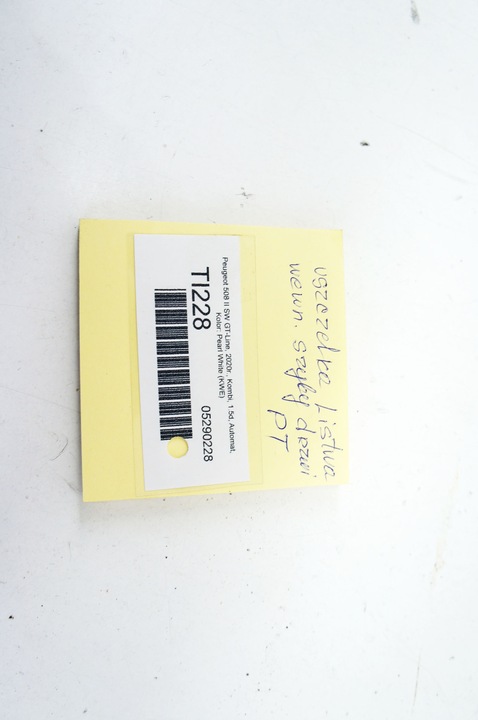 uszczelka listwa
wewn. szyby drzwi
PT
Peugeot 508 II SW GT-Line, 2020r., Kombi, 1.5d, Automat,
Kolor: Pearl White (KWE)
TI228
05290228